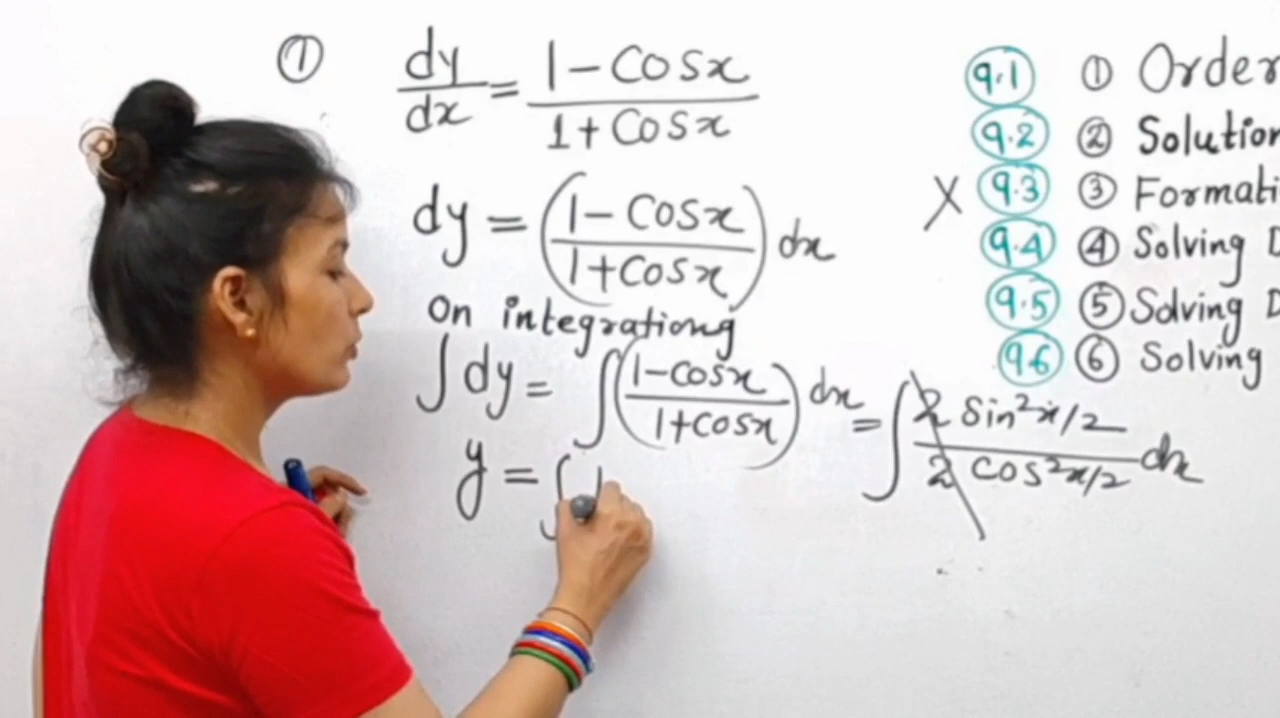 ① dy/dx = 1 - Cosx / 1 + Cosx
dy = (1 - Cosx / 1+Cosx) dx
On integrationg
∫ dy = ∫ (1-cosx / 1+cosx) dx = ∫ 2 Sin²x/2 / 2 Cos²x/2 dx
y = ∫
9.1 ① Order
9.2 ② Solution
X 9.3 ③ Formati
9.4 ④ Solving D
9.5 ⑤ Solving D
9.6 ⑥ Solving